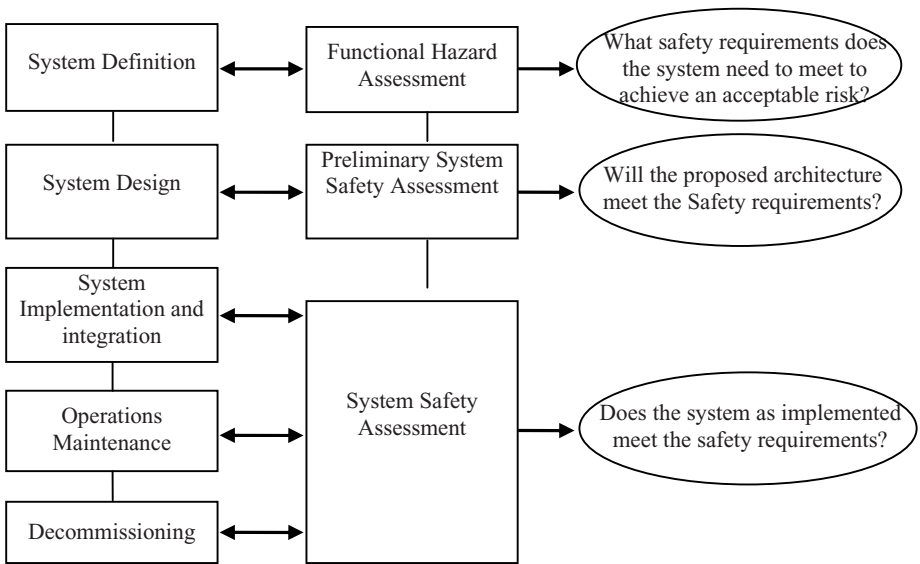 System Definition
Functional Hazard
Assessment
What safety requirements does
the system need to meet to
achieve an acceptable risk?
System Design
Preliminary System
Safety Assessment
Will the proposed architecture
meet the Safety requirements?
System
Implementation and
integration
Operations
Maintenance
Decommissioning
System Safety
Assessment
Does the system as implemented
meet the safety requirements?